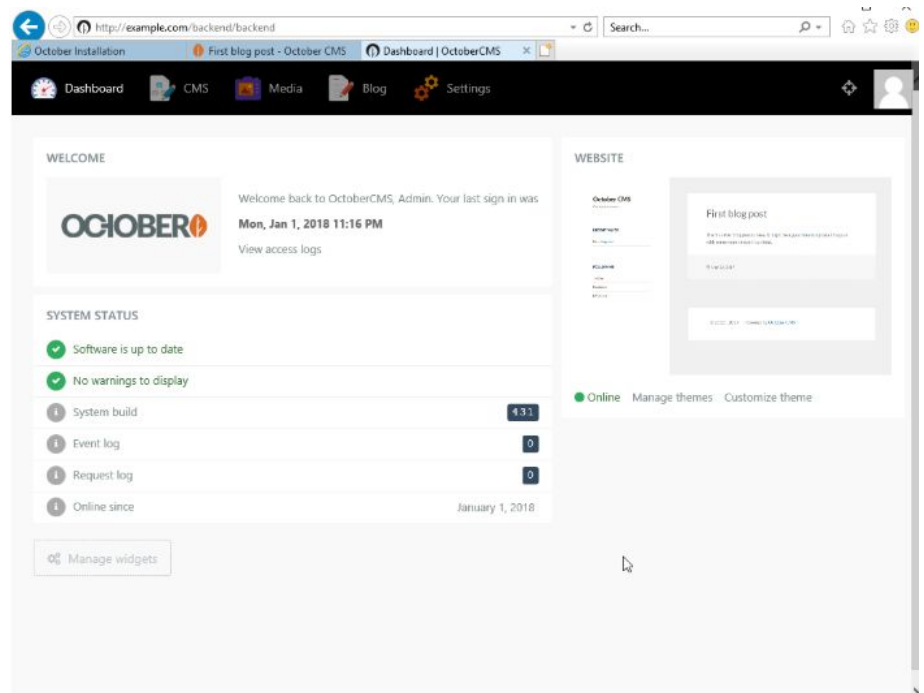 http://example.com/backend/backend
Search...
October Installation
First blog post - October CMS
Dashboard | OctoberCMS
Dashboard
CMS
Media
Blog
Settings
WELCOME
OCTOBER
Welcome back to OctoberCMS, Admin. Your last sign in was
Mon, Jan 1, 2018 11:16 PM
View access logs
SYSTEM STATUS
Software is up to date
No warnings to display
System build
431
Event log
0
Request log
0
Online since
January 1, 2018
Manage widgets
WEBSITE
October CMS
First blog post
Online
Manage themes
Customize theme